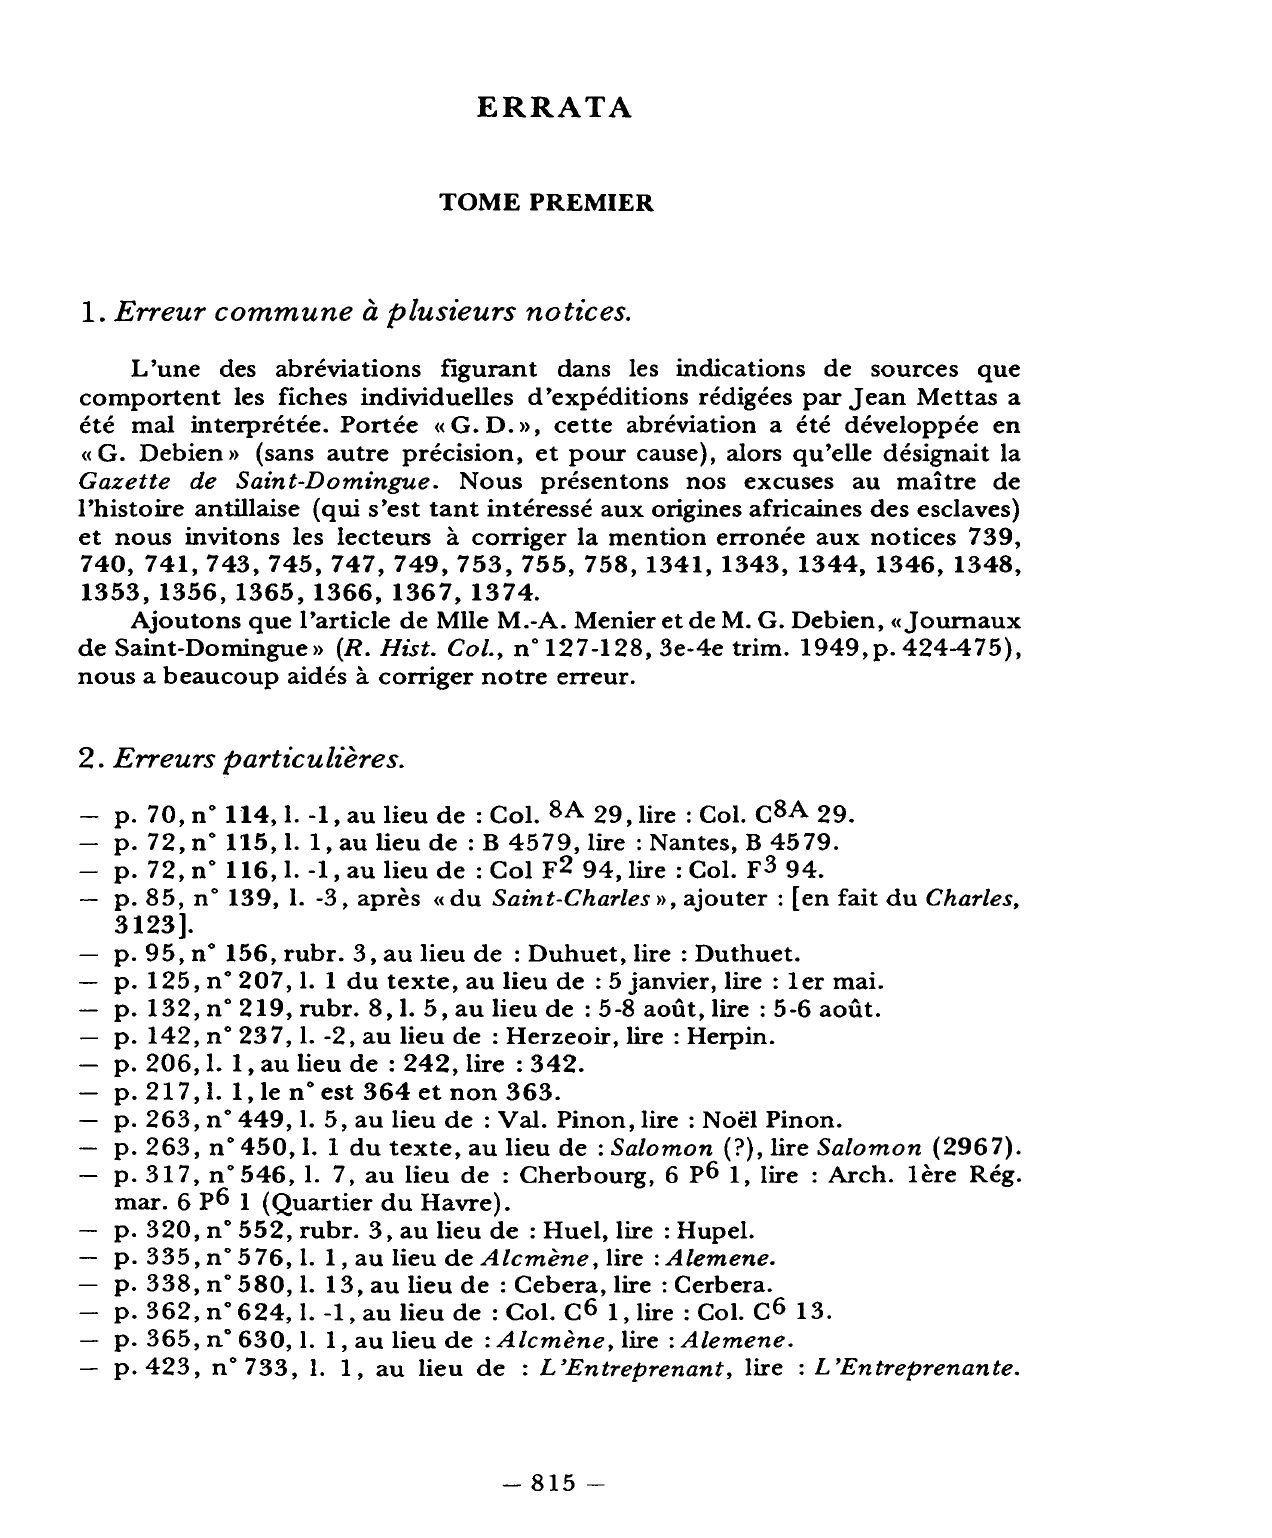 ERRATA
TOME PREMIER
1. Erreur commune à plusieurs notices.
L'une des abréviations figurant dans les indications de sources que
comportent les fiches individuelles d'expéditions rédigées par Jean Mettas a
été mal interprétée. Portée « G. D. », cette abréviation a été développée en
« G. Debien » (sans autre précision, et pour cause), alors qu'elle désignait la
Gazette de Saint-Domingue. Nous présentons nos excuses au maître de
l'histoire antillaise (qui s'est tant intéressé aux origines africaines des esclaves)
et nous invitons les lecteurs à corriger la mention erronée aux notices 739,
740, 741, 743, 745, 747, 749, 753, 755, 758, 1341, 1343, 1344, 1346, 1348,
1353, 1356, 1365, 1366, 1367, 1374.
Ajoutons que l'article de Mlle M.-A. Menier et de M. G. Debien, « Journaux
de Saint-Domingue » (R. Hist. Col., n° 127-128, 3e-4e trim. 1949, p. 424-475),
nous a beaucoup aidés à corriger notre erreur.
2. Erreurs particulières.
— p. 70, n° 114, l. -1, au lieu de : Col. 8A 29, lire : Col. C8A 29.
— p. 72, n° 115, l. 1, au lieu de : B 4579, lire : Nantes, B 4579.
— p. 72, n° 116, l. -1, au lieu de : Col F2 94, lire : Col. F3 94.
— p. 85, n° 139, l. -3, après « du Saint-Charles », ajouter : [en fait du Charles,
3123].
— p. 95, n° 156, rubr. 3, au lieu de : Duhuet, lire : Duthuet.
— p. 125, n° 207, l. 1 du texte, au lieu de : 5 janvier, lire : 1er mai.
— p. 132, n° 219, rubr. 8, l. 5, au lieu de : 5-8 août, lire : 5-6 août.
— p. 142, n° 237, l. -2, au lieu de : Herzeoir, lire : Herpin.
— p. 206, l. 1, au lieu de : 242, lire : 342.
— p. 217, l. 1, le n° est 364 et non 363.
— p. 263, n° 449, l. 5, au lieu de : Val. Pinon, lire : Noël Pinon.
— p. 263, n° 450, l. 1 du texte, au lieu de : Salomon (?), lire Salomon (2967).
— p. 317, n° 546, l. 7, au lieu de : Cherbourg, 6 P6 1, lire : Arch. 1ère Rég.
mar. 6 P6 1 (Quartier du Havre).
— p. 320, n° 552, rubr. 3, au lieu de : Huel, lire : Hupel.
— p. 335, n° 576, l. 1, au lieu de Alcmène, lire : Alemene.
— p. 338, n° 580, l. 13, au lieu de : Cebera, lire : Cerbera.
— p. 362, n° 624, l. -1, au lieu de : Col. C6 1, lire : Col. C6 13.
— p. 365, n° 630, l. 1, au lieu de : Alcmène, lire : Alemene.
— p. 423, n° 733, l. 1, au lieu de : L'Entreprenant, lire : L'Entreprenante.
— 815 —